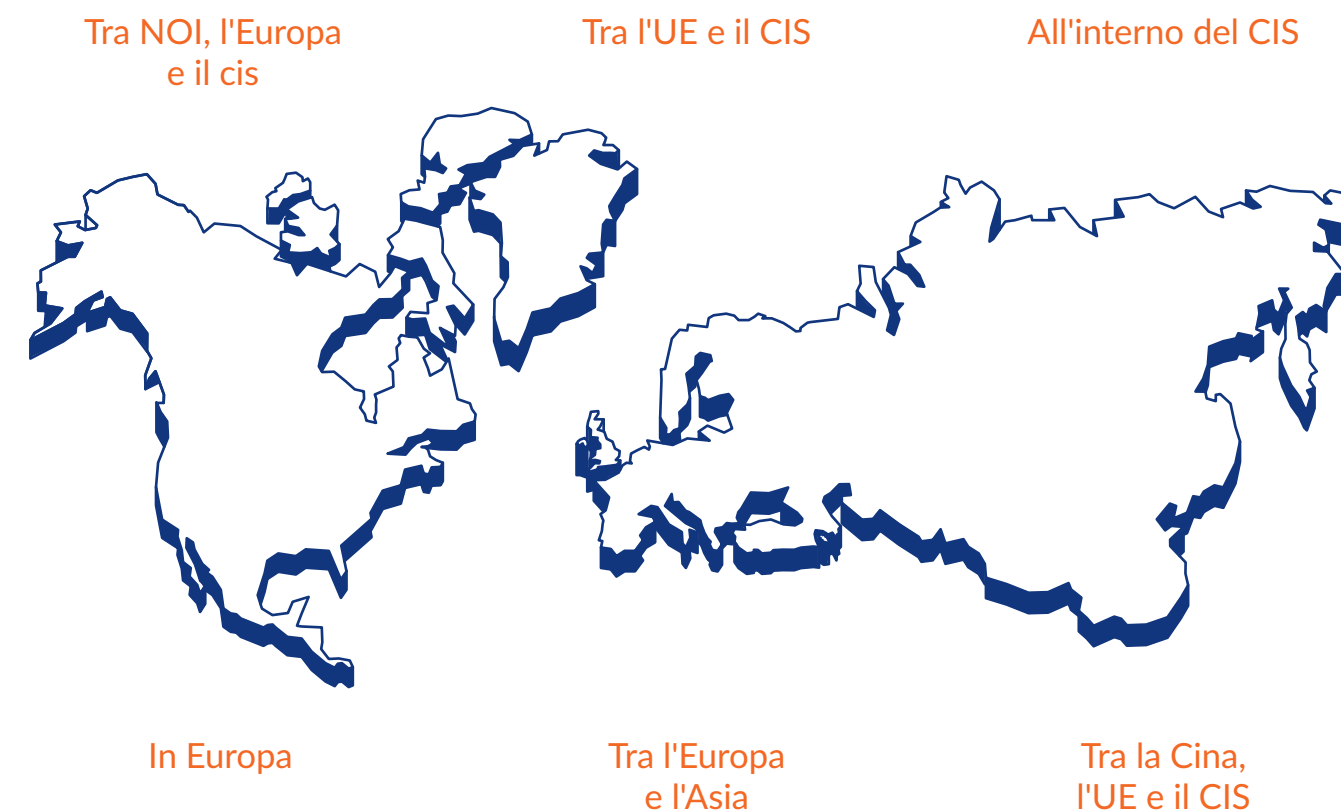 Tra NOI, l'Europa
e il cis
Tra l'UE e il CIS
All'interno del CIS
In Europa
Tra l'Europa
e l'Asia
Tra la Cina,
l'UE e il CIS